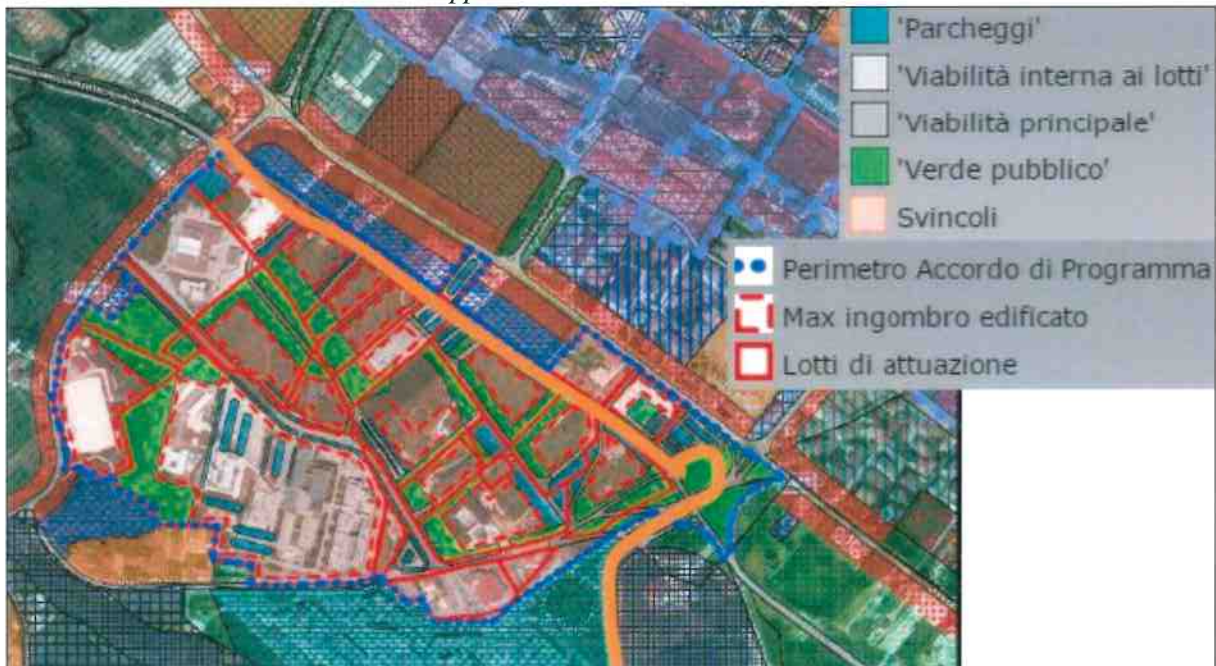 'Parcheggi'
'Viabilità interna ai lotti'
'Viabilità principale'
'Verde pubblico'
Svincoli
Perimetro Accordo di Programma
Max ingombro edificato
Lotti di attuazione